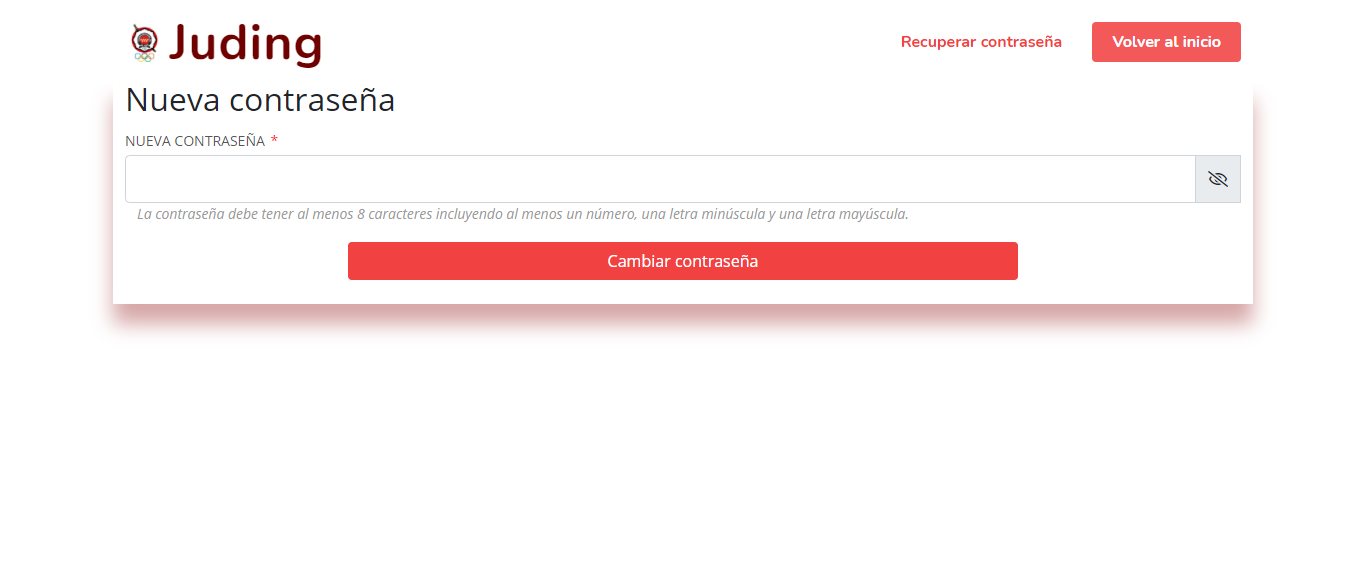 Juding
Recuperar contraseña
Volver al inicio
Nueva contraseña
NUEVA CONTRASEÑA *
La contraseña debe tener al menos 8 caracteres incluyendo al menos un número, una letra minúscula y una letra mayúscula.
Cambiar contraseña